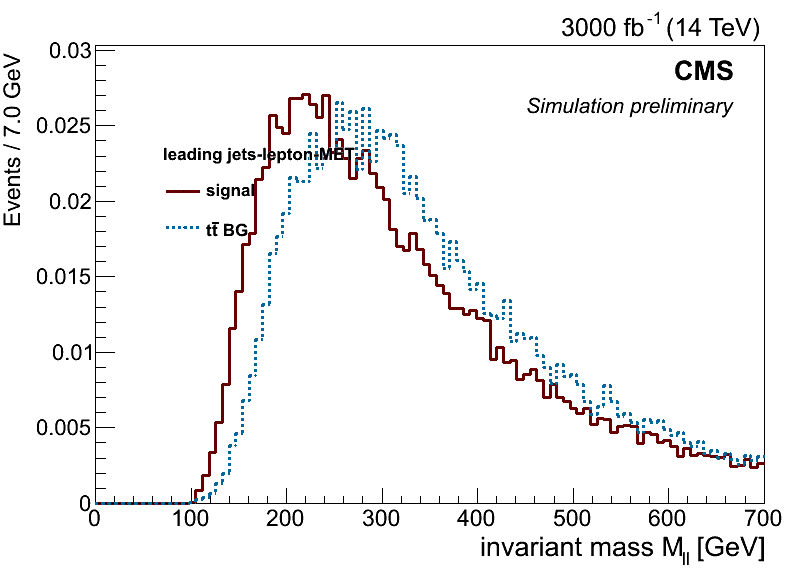 3000 fb-1 (14 TeV)
CMS
Simulation preliminary
Events / 7.0 GeV
0.03
0.025
0.02
0.015
0.01
0.005
0
leading jets-lepton-MET
signal
tt̄ BG
0 100 200 300 400 500 600 700
invariant mass Mll [GeV]